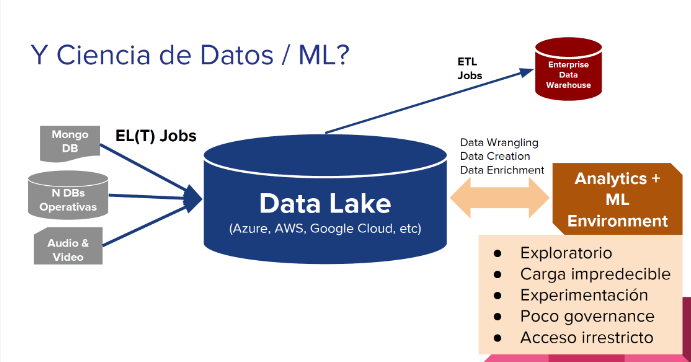 Y Ciencia de Datos / ML?
ETL
Jobs
Enterprise
Data
Warehouse
Mongo
DB
EL(T) Jobs
N DBs
Operativas
Audio &
Video
Data Lake
(Azure, AWS, Google Cloud, etc)
Data Wrangling
Data Creation
Data Enrichment
Analytics +
ML
Environment
● Exploratorio
● Carga impredecible
● Experimentación
● Poco governance
● Acceso irrestricto